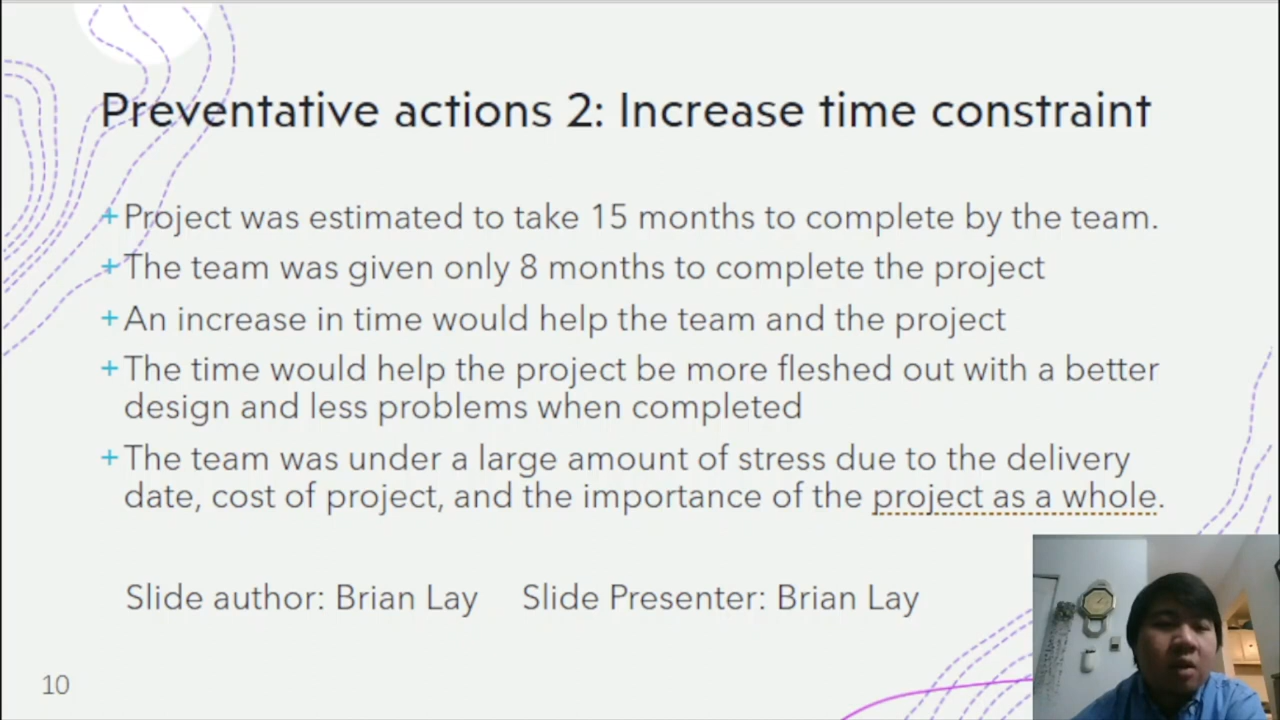 Preventative actions 2: Increase time constraint
+Project was estimated to take 15 months to complete by the team.
+The team was given only 8 months to complete the project
+An increase in time would help the team and the project
+The time would help the project be more fleshed out with a better
design and less problems when completed
+The team was under a large amount of stress due to the delivery
date, cost of project, and the importance of the project as a whole.
Slide author: Brian Lay Slide Presenter: Brian Lay
10